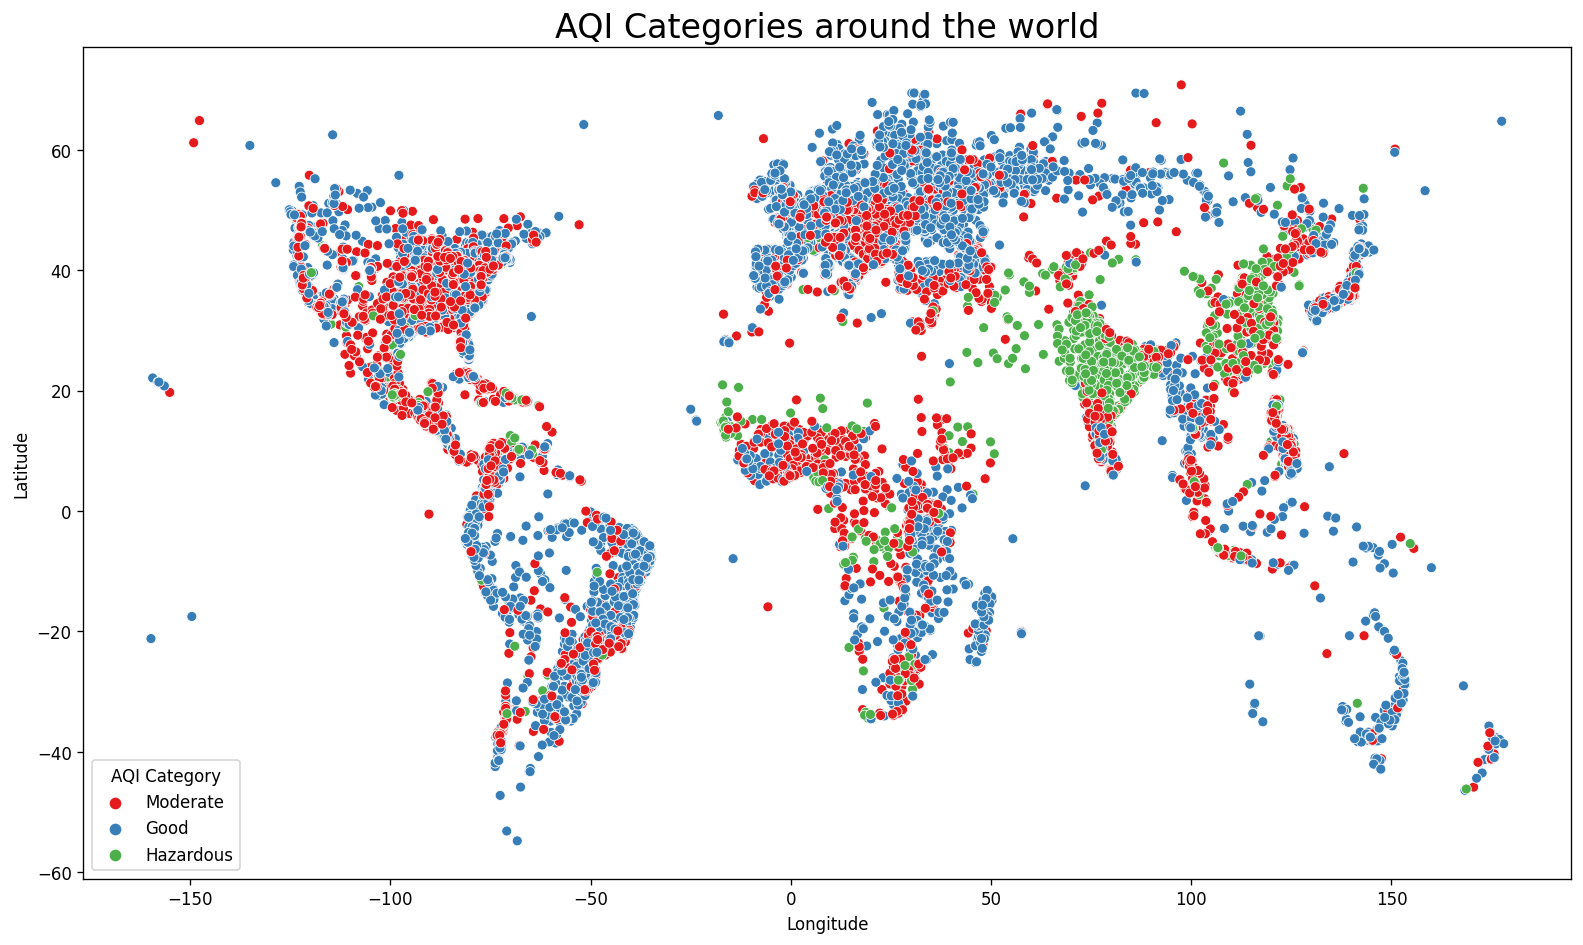 AQI Categories around the world
Latitude
60
40
20
0
−20
−40
−60
AQI Category
Moderate
Good
Hazardous
−150
−100
−50
0
50
100
150
Longitude